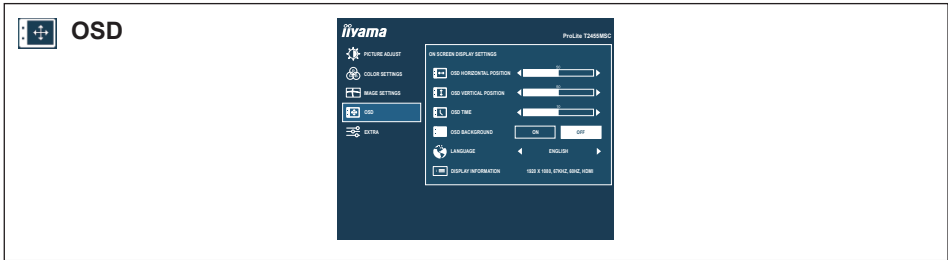 OSD
iiyama
ProLite T2455MSC
PICTURE ADJUST
COLOR SETTINGS
IMAGE SETTINGS
OSD
EXTRA
ON SCREEN DISPLAY SETTINGS
OSD HORIZONTAL POSITION
OSD VERTICAL POSITION
OSD TIME
OSD BACKGROUND ON OFF
LANGUAGE ENGLISH
DISPLAY INFORMATION 1920 X 1080, 67KHZ, 60HZ, HDMI